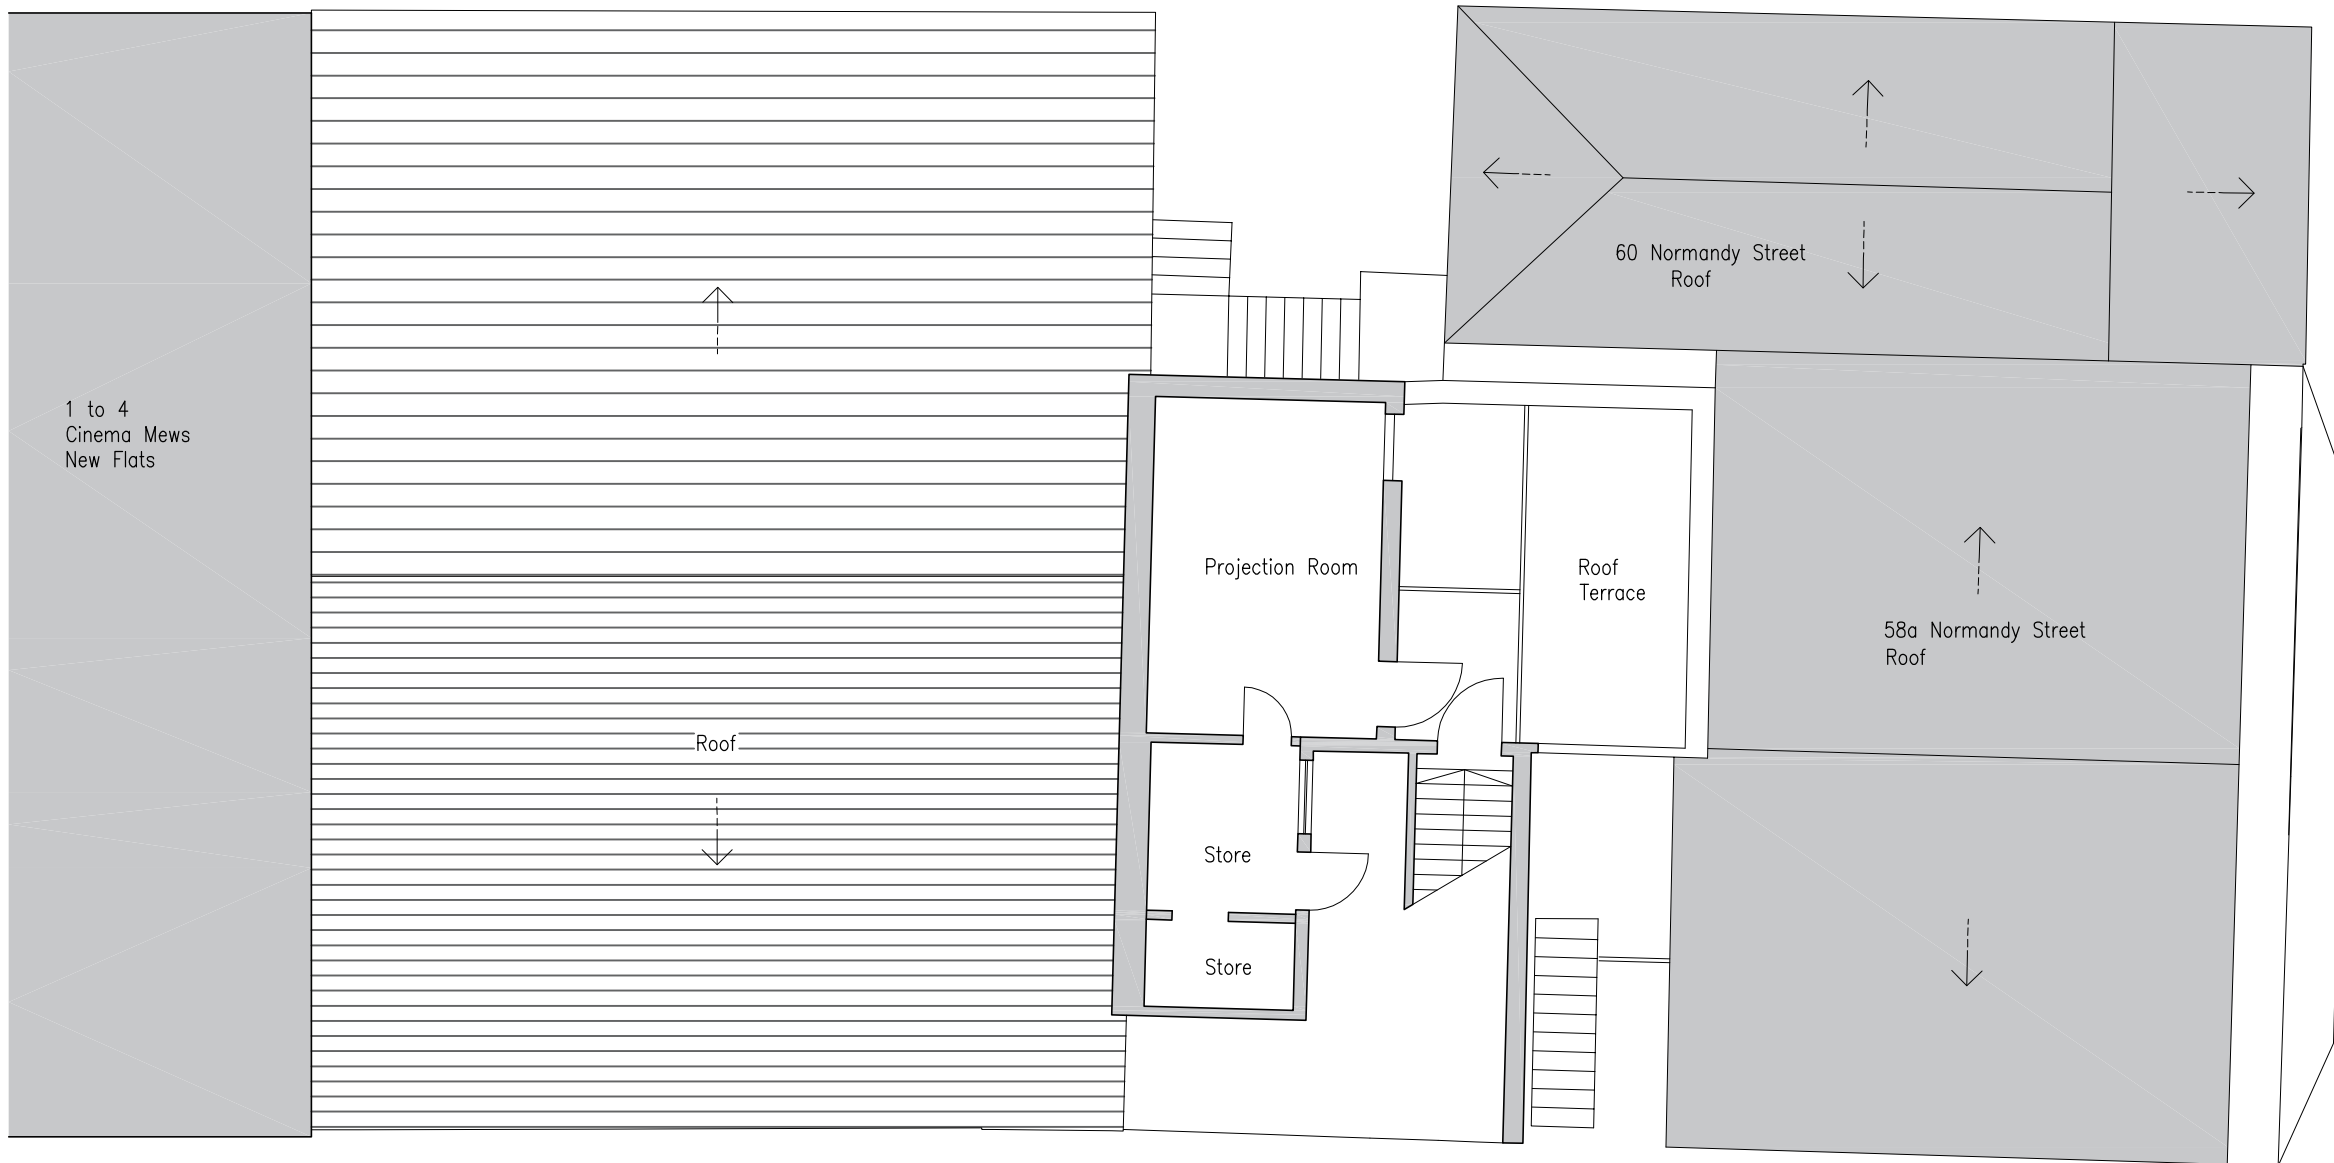 1 to 4
Cinema Mews
New Flats
Roof
Projection Room
Store
Store
Roof
Terrace
60 Normandy Street
Roof
58a Normandy Street
Roof